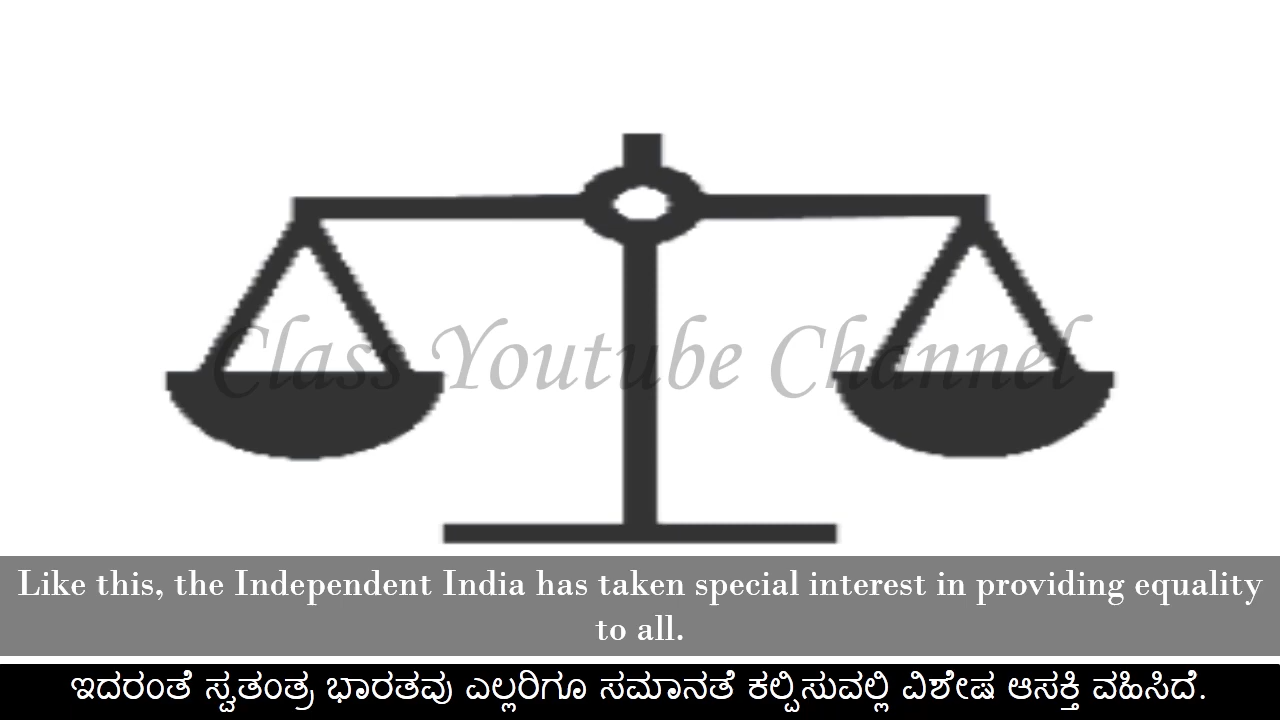 Class Youtube Channel
Like this, the Independent India has taken special interest in providing equality
to all.
ಇದರಂತೆ ಸ್ವತಂತ್ರ ಭಾರತವು ಎಲ್ಲರಿಗೂ ಸಮಾನತೆ ಕಲ್ಪಿಸುವಲ್ಲಿ ವಿಶೇಷ ಆಸಕ್ತಿ ವಹಿಸಿದೆ.